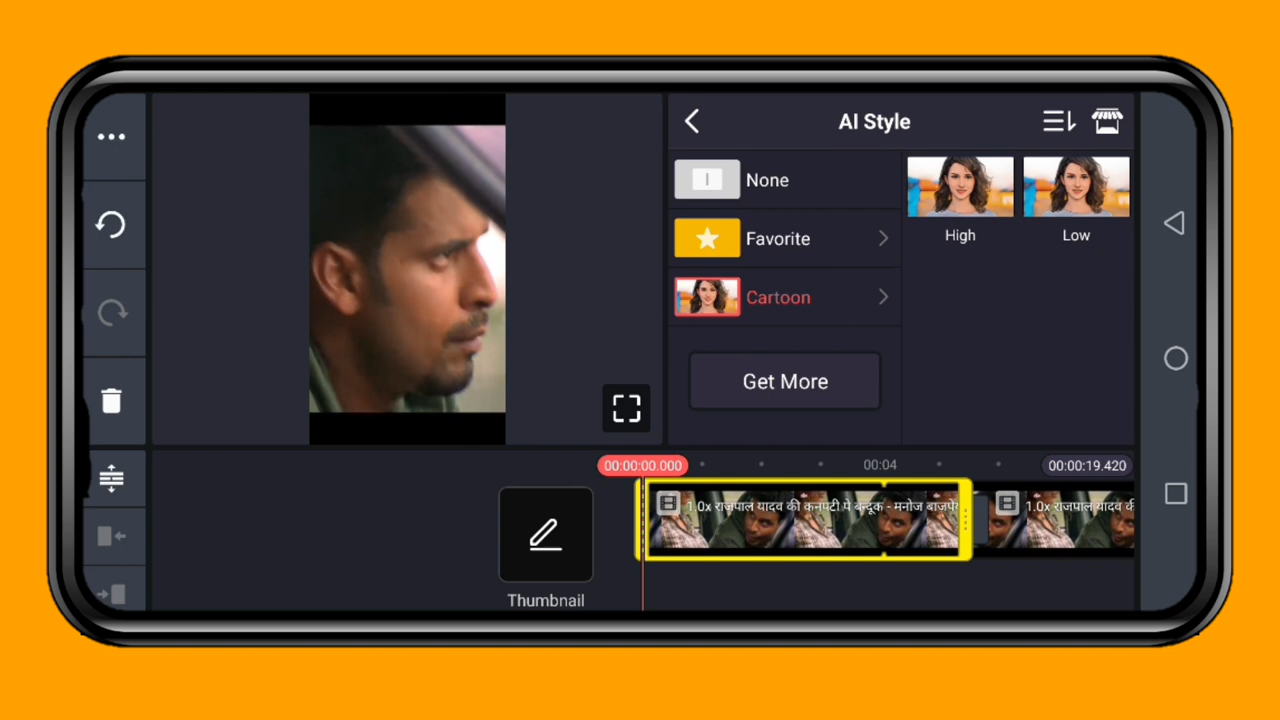 AI Style
None
Favorite
Cartoon
Get More
High
Low
00:00:00.000
00:04
00:00:19.420
1.0x राजपाल यादव की कनपटी पे बन्दूक - मनोज बाजपे
1.0x राजपाल यादव की
Thumbnail